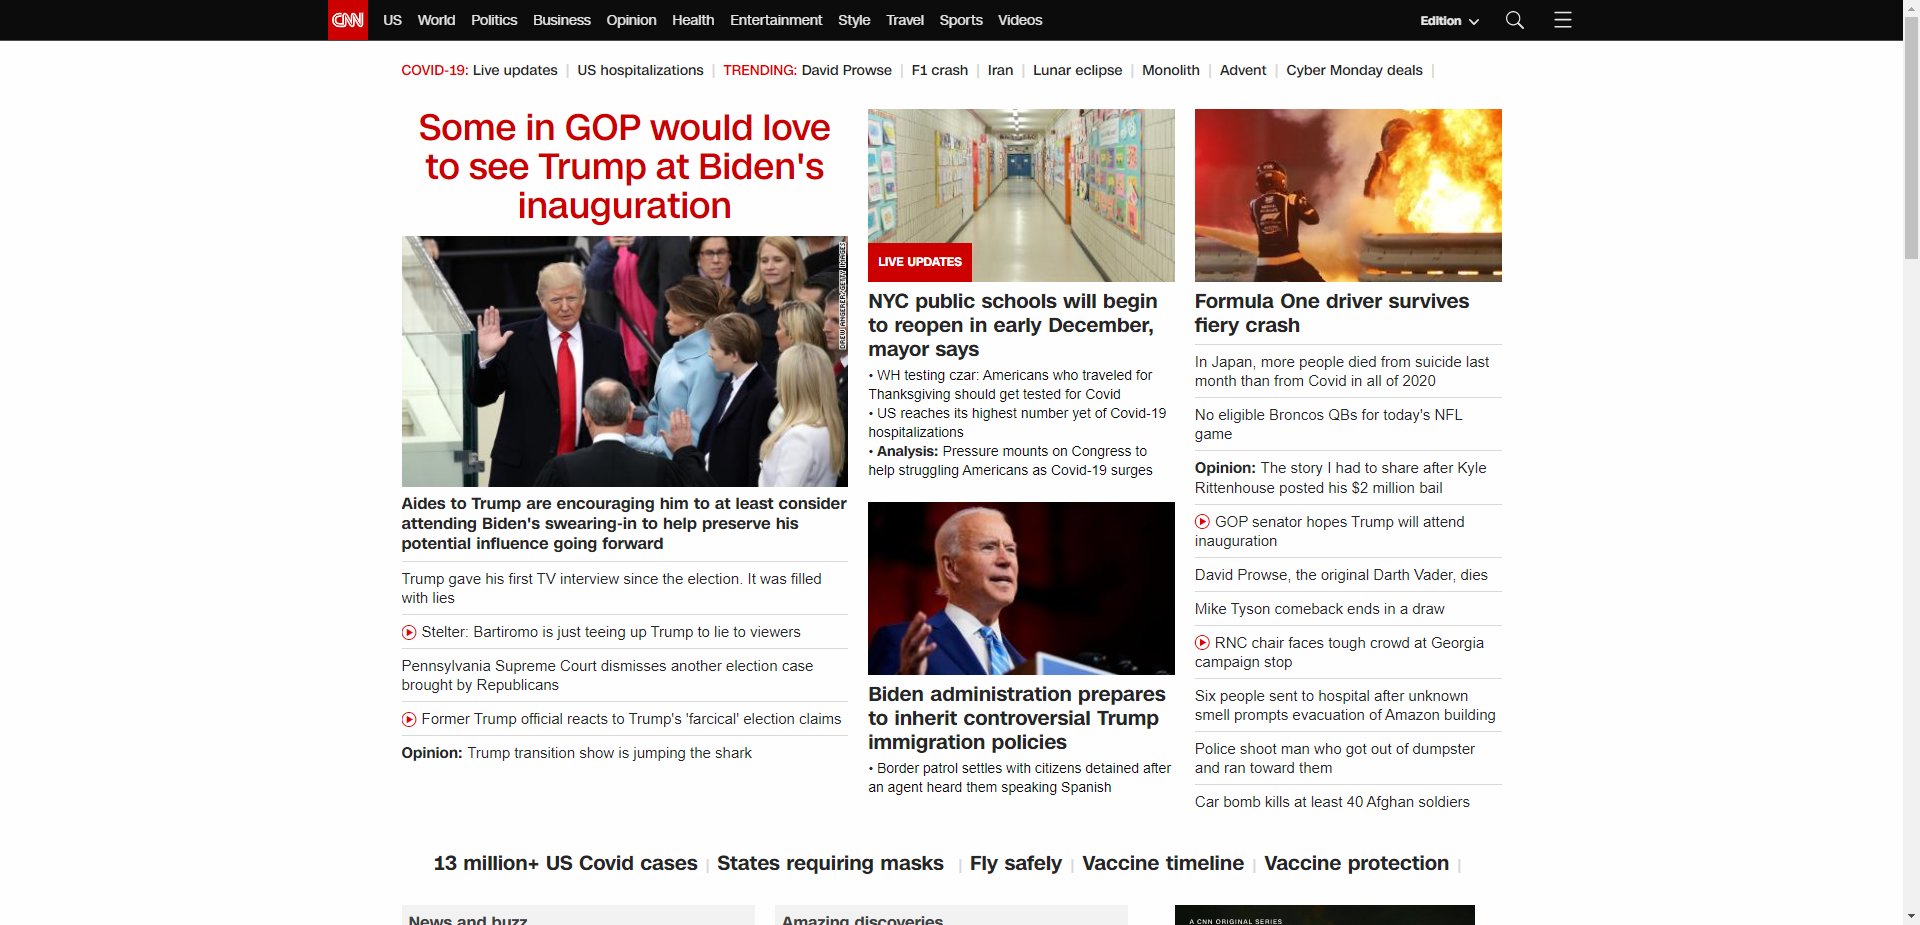 CNN US World Politics Business Opinion Health Entertainment Style Travel Sports Videos Edition
COVID-19: Live updates | US hospitalizations | TRENDING: David Prowse | F1 crash | Iran | Lunar eclipse | Monolith | Advent | Cyber Monday deals |
Some in GOP would love
to see Trump at Biden's
inauguration
DREW ANGERER/GETTY IMAGES
Aides to Trump are encouraging him to at least consider
attending Biden's swearing-in to help preserve his
potential influence going forward
Trump gave his first TV interview since the election. It was filled
with lies
Stelter: Bartiromo is just teeing up Trump to lie to viewers
Pennsylvania Supreme Court dismisses another election case
brought by Republicans
Former Trump official reacts to Trump's 'farcical' election claims
Opinion: Trump transition show is jumping the shark
LIVE UPDATES
NYC public schools will begin
to reopen in early December,
mayor says
• WH testing czar: Americans who traveled for
Thanksgiving should get tested for Covid
• US reaches its highest number yet of Covid-19
hospitalizations
• Analysis: Pressure mounts on Congress to
help struggling Americans as Covid-19 surges
Biden administration prepares
to inherit controversial Trump
immigration policies
• Border patrol settles with citizens detained after
an agent heard them speaking Spanish
Formula One driver survives
fiery crash
In Japan, more people died from suicide last
month than from Covid in all of 2020
No eligible Broncos QBs for today's NFL
game
Opinion: The story I had to share after Kyle
Rittenhouse posted his $2 million bail
GOP senator hopes Trump will attend
inauguration
David Prowse, the original Darth Vader, dies
Mike Tyson comeback ends in a draw
RNC chair faces tough crowd at Georgia
campaign stop
Six people sent to hospital after unknown
smell prompts evacuation of Amazon building
Police shoot man who got out of dumpster
and ran toward them
Car bomb kills at least 40 Afghan soldiers
13 million+ US Covid cases | States requiring masks | Fly safely | Vaccine timeline | Vaccine protection |
News and buzz
Amazing discoveries
A CNN ORIGINAL SERIES